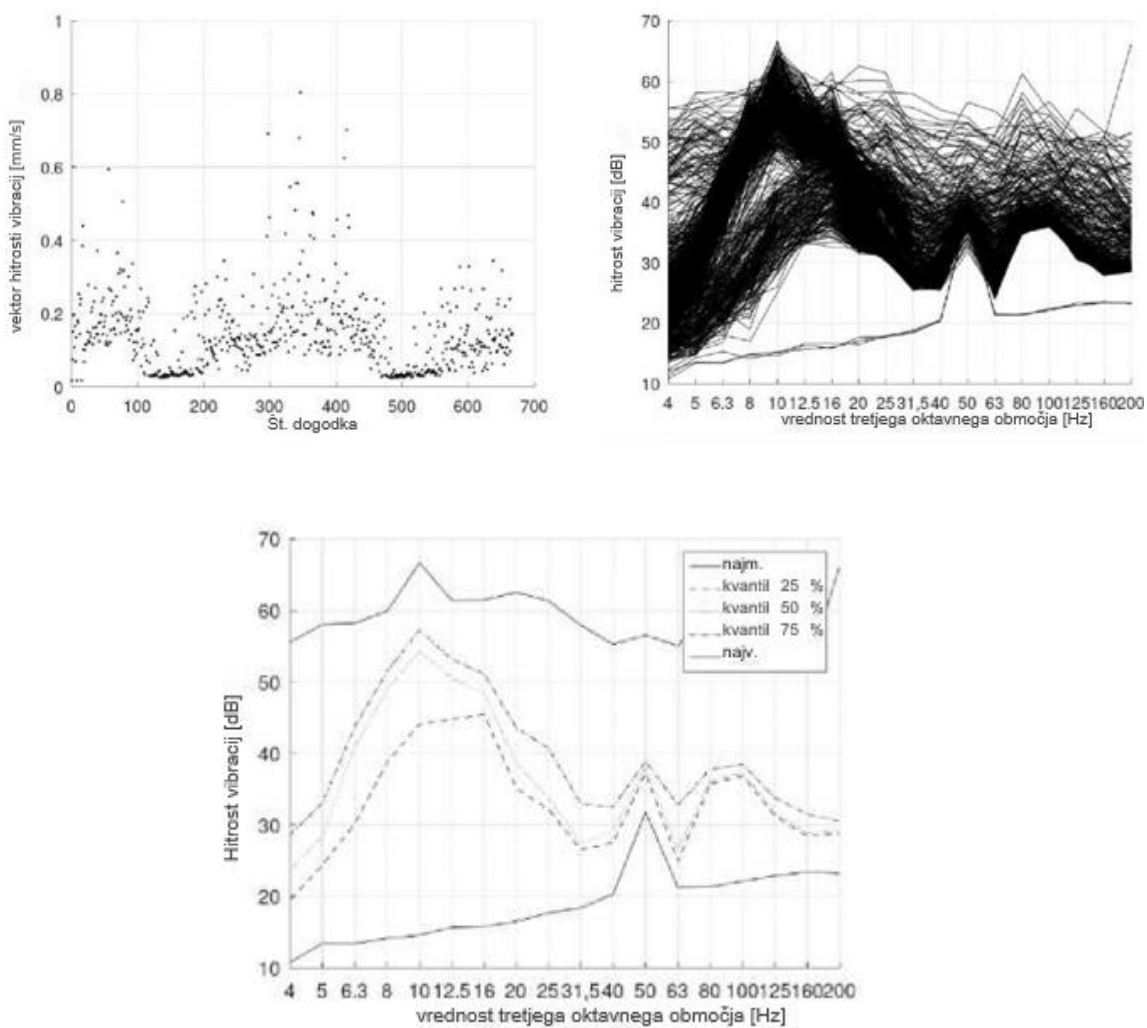 vektor hitrosti vibracij [mm/s]
1
0.8
0.6
0.4
0.2
0
0 100 200 300 400 500 600 700
Št. dogodka
hitrost vibracij [dB]
70
60
50
40
30
20
10
4 5 6.3 8 10 12.5 16 20 25 31,5 40 50 63 80 100 125 160 200
vrednost tretjega oktavnega območja [Hz]
Hitrost vibracij [dB]
70
60
50
40
30
20
10
najm.
kvantil 25 %
kvantil 50 %
kvantil 75 %
najv.
4 5 6.3 8 10 12.5 16 20 25 31,5 40 50 63 80 100 125 160 200
vrednost tretjega oktavnega območja [Hz]